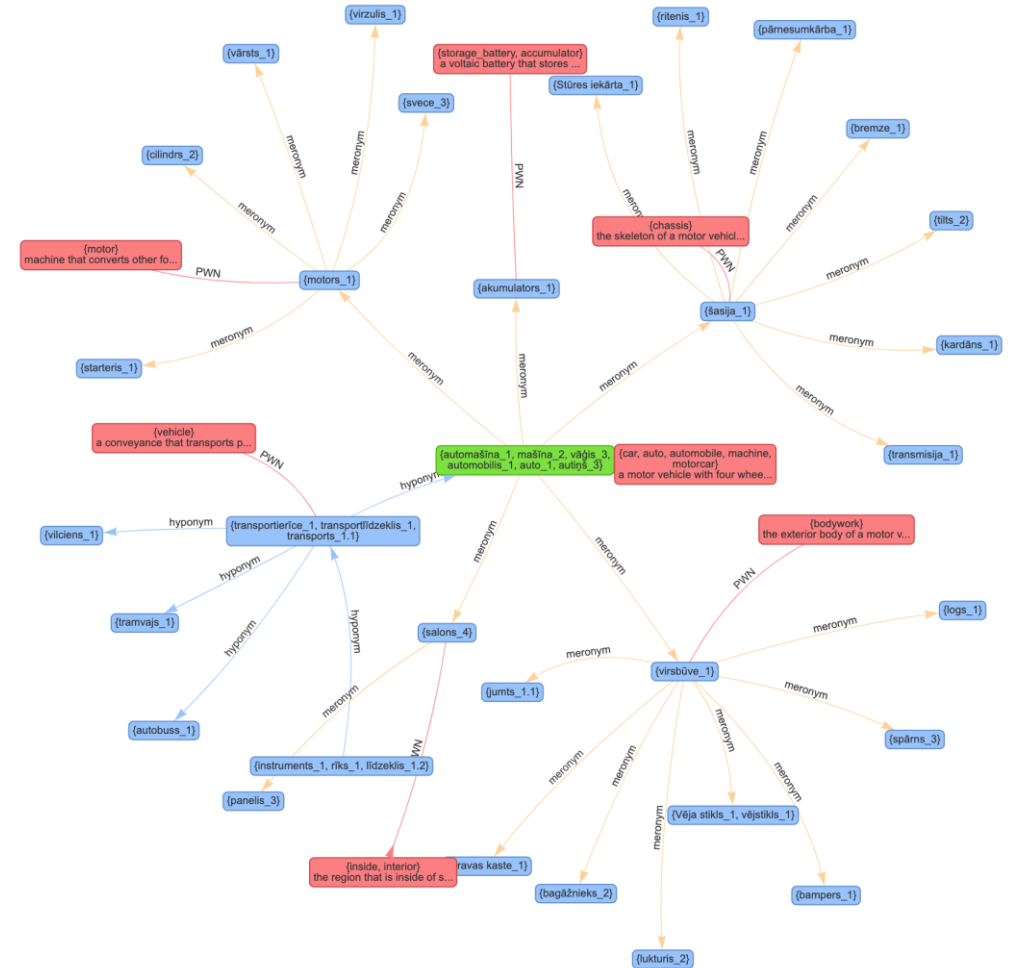 {virzulis_1}
{ritenis_1}
{pārnesumkārba_1}
{vārsts_1}
{storage_battery, accumulator}
a voltaic battery that stores ...
{Stūres iekārta_1}
{svece_3}
{bremze_1}
{cilindrs_2}
meronym
meronym
meronym
meronym
meronym
PWN
meronym
meronym
{tilts_2}
{chassis}
the skeleton of a motor vehicl...
{motor}
machine that converts other fo...
PWN
PWN
meronym
{motors_1}
{akumulators_1}
{šasija_1}
meronym
meronym
{kardāns_1}
{starteris_1}
meronym
meronym
meronym
meronym
{vehicle}
a conveyance that transports p...
PWN
{automašīna_1, mašīna_2, vāģis_3,
automobilis_1, auto_1, autiņš_3}
{car, auto, automobile, machine,
motorcar}
a motor vehicle with four whee...
{transmisija_1}
hyponym
{vilciens_1}
hyponym
{transportierīce_1, transportlīdzeklis_1,
transports_1.1}
{bodywork}
the exterior body of a motor v...
meronym
meronym
PWN
hyponym
{tramvajs_1}
hyponym
hyponym
{salons_4}
{logs_1}
meronym
meronym
{virsbūve_1}
{jumts_1.1}
meronym
meronym
{autobuss_1}
{spārns_3}
meronym
{instruments_1, rīks_1, līdzeklis_1.2}
meronym
meronym
meronym
{panelis_3}
{Vēja stikls_1, vējstikls_1}
meronym
{inside, interior}
the region that is inside of s...
kaste_1}
{bagāžnieks_2}
{bampers_1}
{lukturis_2}